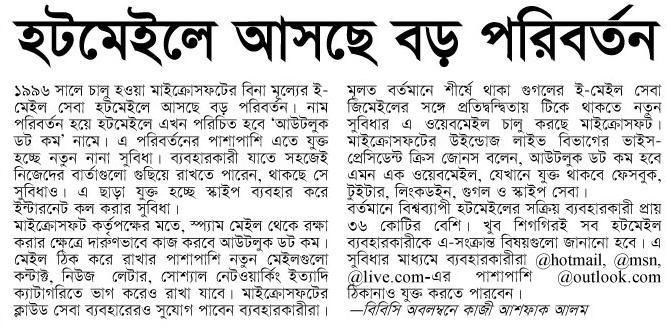 হটমেইলে আসছে বড় পরিবর্তন
১৯৯৬ সালে চালু হওয়া মাইক্রোসফটের বিনা মূল্যের ই-
মেইল সেবা হটমেইলে আসছে বড় পরিবর্তন। নাম
পরিবর্তন হয়ে হটমেইলে এখন পরিচিত হবে ‘আউটলুক
ডট কম’ নামে। এ পরিবর্তনের পাশাপাশি এতে যুক্ত
হচ্ছে নতুন নানা সুবিধা। ব্যবহারকারী যাতে সহজেই
নিজেদের বার্তাগুলো গুছিয়ে রাখতে পারেন, থাকছে সে
সুবিধাও। এ ছাড়া যুক্ত হচ্ছে স্কাইপ ব্যবহার করে
ইন্টারনেট কল করার সুবিধা।
মাইক্রোসফট কর্তৃপক্ষের মতে, স্প্যাম মেইল থেকে রক্ষা
করার ক্ষেত্রে দারুণভাবে কাজ করবে আউটলুক ডট কম।
মেইল ঠিক করে রাখার পাশাপাশি নতুন মেইলগুলো
কন্টাক্ট, নিউজ লেটার, সোশ্যাল নেটওয়ার্কিং ইত্যাদি
ক্যাটাগরিতে ভাগ করেও রাখা যাবে। মাইক্রোসফটের
ক্লাউড সেবা ব্যবহারেরও সুযোগ পাবেন ব্যবহারকারীরা।
মূলত বর্তমানে শীর্ষে থাকা গুগলের ই-মেইল সেবা
জিমেইলের সঙ্গে প্রতিদ্বন্দ্বিতায় টিকে থাকতে নতুন
সুবিধার এ ওয়েবমেইল চালু করছে মাইক্রোসফট।
মাইক্রোসফটের উইন্ডোজ লাইভ বিভাগের ভাইস-
প্রেসিডেন্ট ক্রিস জোনস বলেন, আউটলুক ডট কম হবে
এমন এক ওয়েবমেইল, যেখানে যুক্ত থাকবে ফেসবুক,
টুইটার, লিংকডইন, গুগল ও স্কাইপ সেবা।
বর্তমানে বিশ্বব্যাপী হটমেইলের সক্রিয় ব্যবহারকারী প্রায়
৩৬ কোটির বেশি। খুব শিগগিরই সব হটমেইল
ব্যবহারকারীকে এ-সংক্রান্ত বিষয়গুলো জানানো হবে। এ
সুবিধার মাধ্যমে ব্যবহারকারীরা @hotmail, @msn,
@live.com-এর পাশাপাশি @outlook.com
ঠিকানাও যুক্ত করতে পারবেন।
—বিবিসি অবলম্বনে কাজী আশফাক আলম